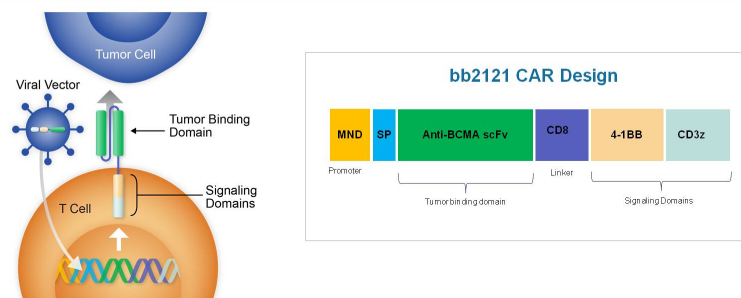 Tumor Cell
Viral Vector
Tumor Binding
Domain
Signaling
Domains
T Cell
bb2121 CAR Design
MND
SP
Anti-BCMA scFv
CD8
4-1BB
CD3z
Promoter
Linker
Tumor binding domain
Signaling Domains